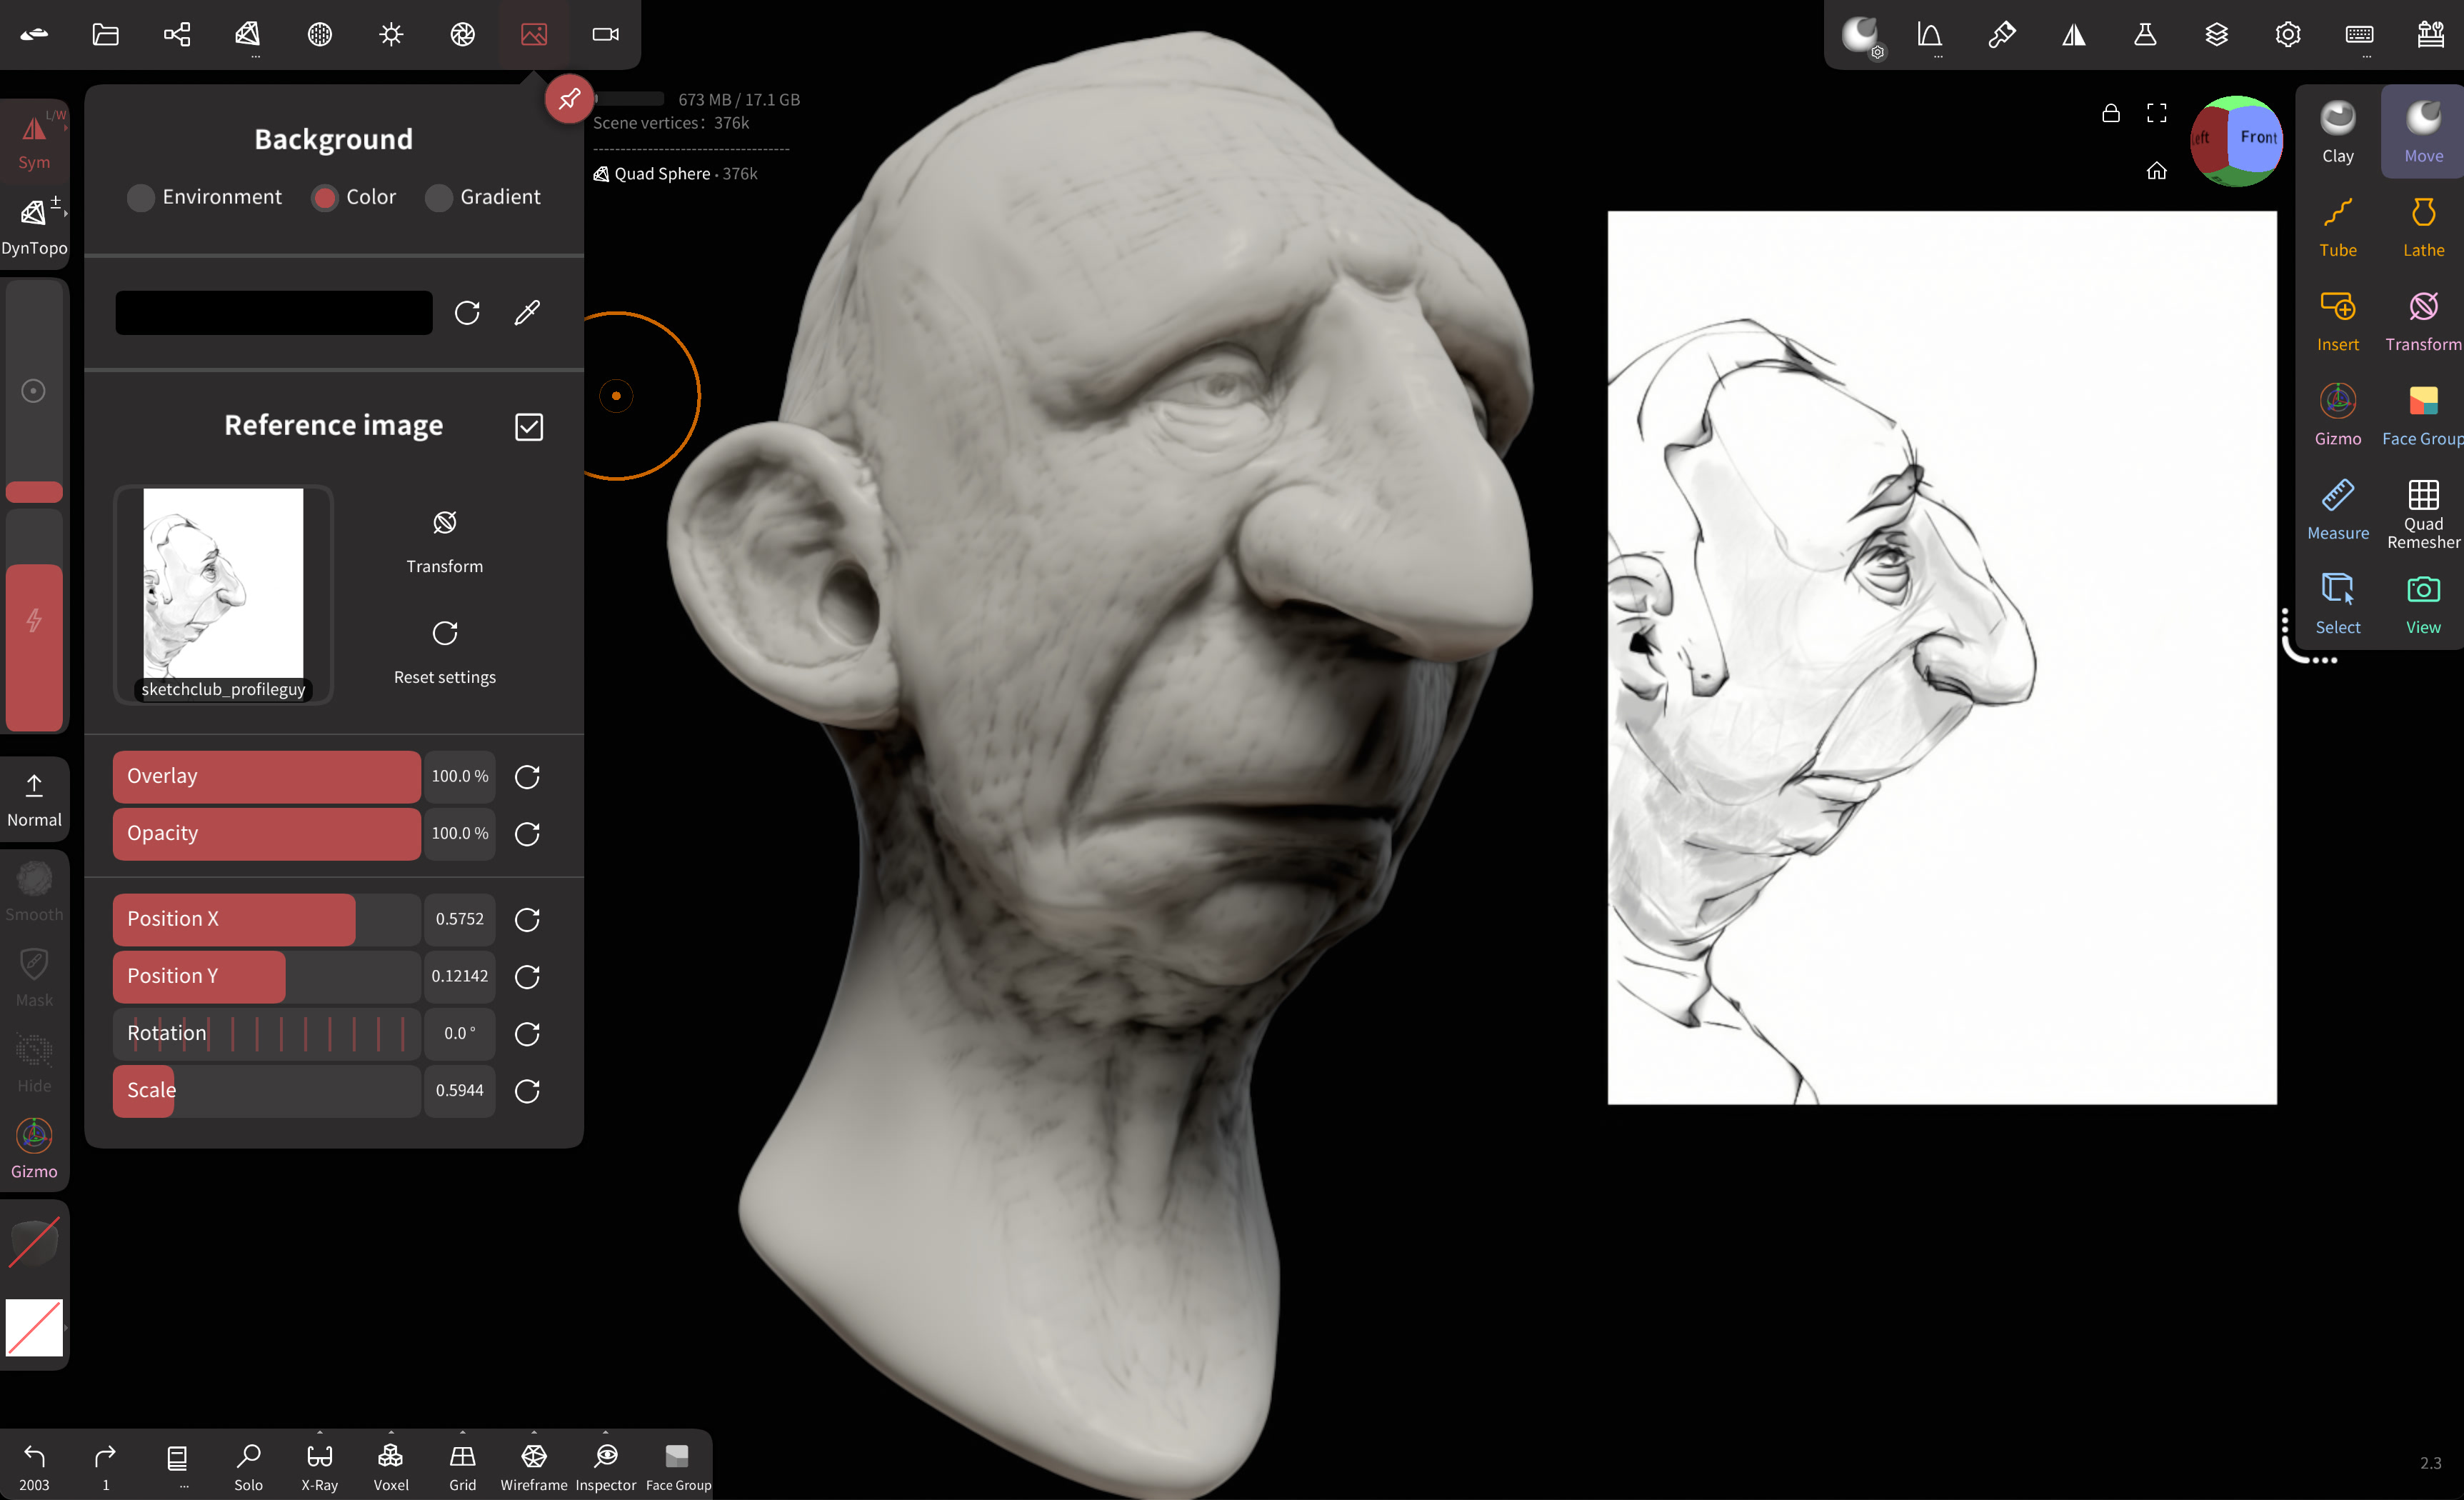 673 MB / 17.1 GB
Scene vertices: 376k
Quad Sphere • 376k
L/W
Sym
DynTopo
Normal
Smooth
Mask
Hide
Gizmo
Background
Environment
Color
Gradient
Reference image
Transform
Reset settings
sketchclub_profileguy
Overlay 100.0 %
Opacity 100.0 %
Position X 0.5752
Position Y 0.12142
Rotation 0.0 °
Scale 0.5944
Left
Front
Clay
Move
Tube
Lathe
Insert
Transform
Gizmo
Face Group
Measure
Quad
Remesher
Select
View
2003
1
...
Solo
X-Ray
Voxel
Grid
Wireframe
Inspector
Face Group
2.3